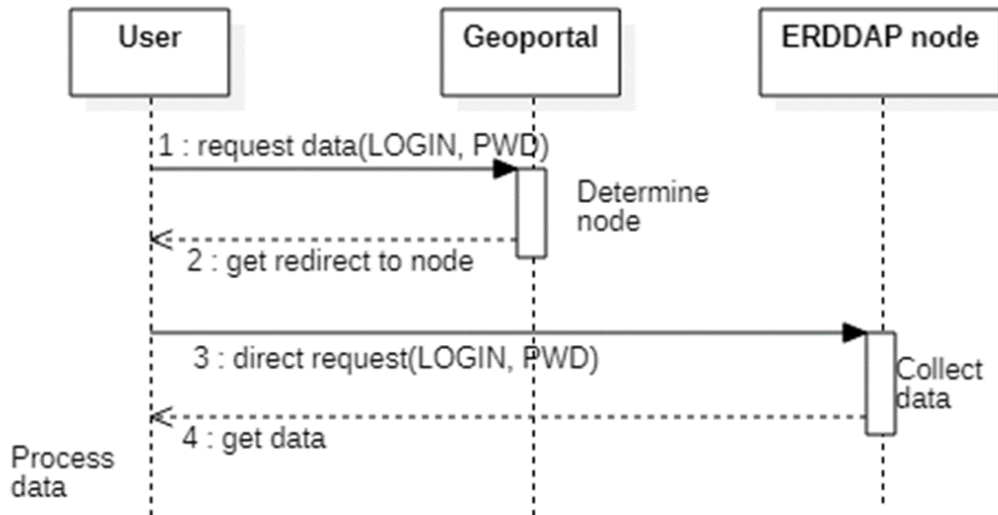 User
Geoportal
ERDDAP node
1 : request data(LOGIN, PWD)
Determine
node
2 : get redirect to node
3 : direct request(LOGIN, PWD)
Collect
data
4 : get data
Process
data